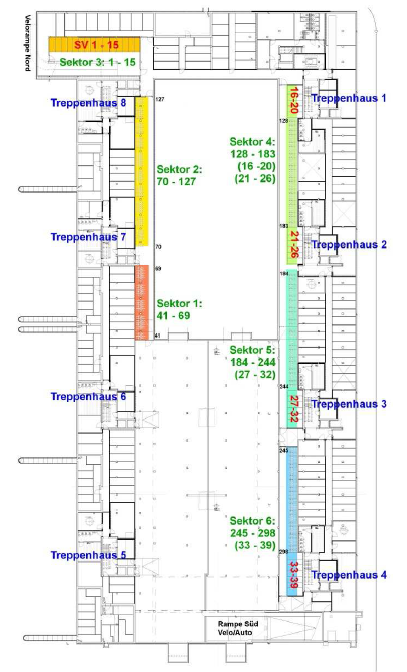 Velorampe Nord
SV 1 - 15
Sektor 3: 1 - 15
Treppenhaus 8
127
16-20
Treppenhaus 1
128
Sektor 4:
128 - 183
(16 -20)
(21 - 26)
Sektor 2:
70 - 127
183
Treppenhaus 7
21-26
Treppenhaus 2
70
69
184
Sektor 1:
41 - 69
41
Sektor 5:
184 - 244
(27 - 32)
244
Treppenhaus 6
27-32
Treppenhaus 3
245
Sektor 6:
245 - 298
(33 - 39)
298
Treppenhaus 5
33-39
Treppenhaus 4
Rampe Süd
Velo/Auto